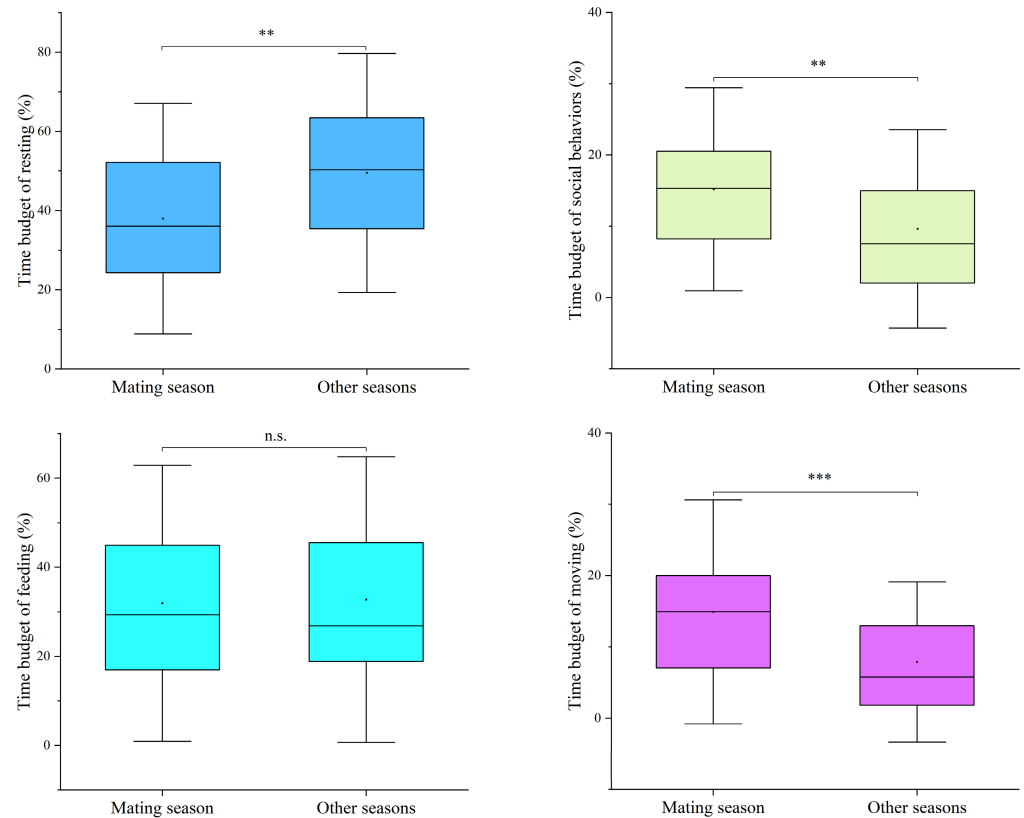 Time budget of resting (%)
80
60
40
20
0
**
Mating season
Other seasons
Time budget of social behaviors (%)
40
20
0
**
Mating season
Other seasons
Time budget of feeding (%)
60
40
20
0
n.s.
Mating season
Other seasons
Time budget of moving (%)
40
20
0
***
Mating season
Other seasons